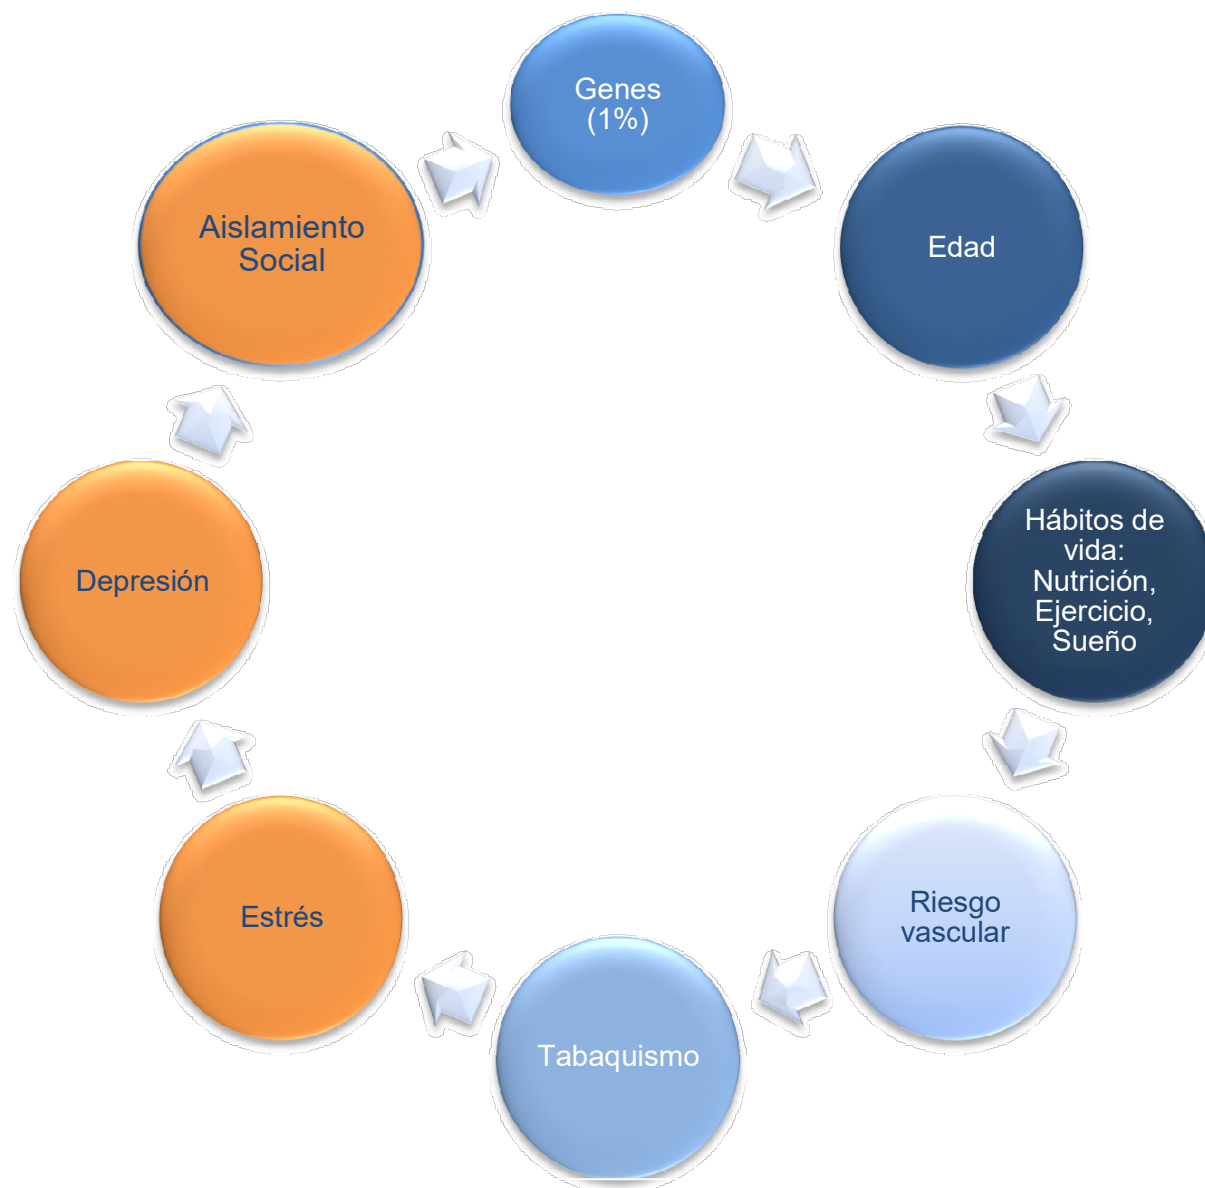 Genes
(1%)
Edad
Hábitos de
vida:
Nutrición,
Ejercicio,
Sueño
Riesgo
vascular
Tabaquismo
Estrés
Depresión
Aislamiento
Social